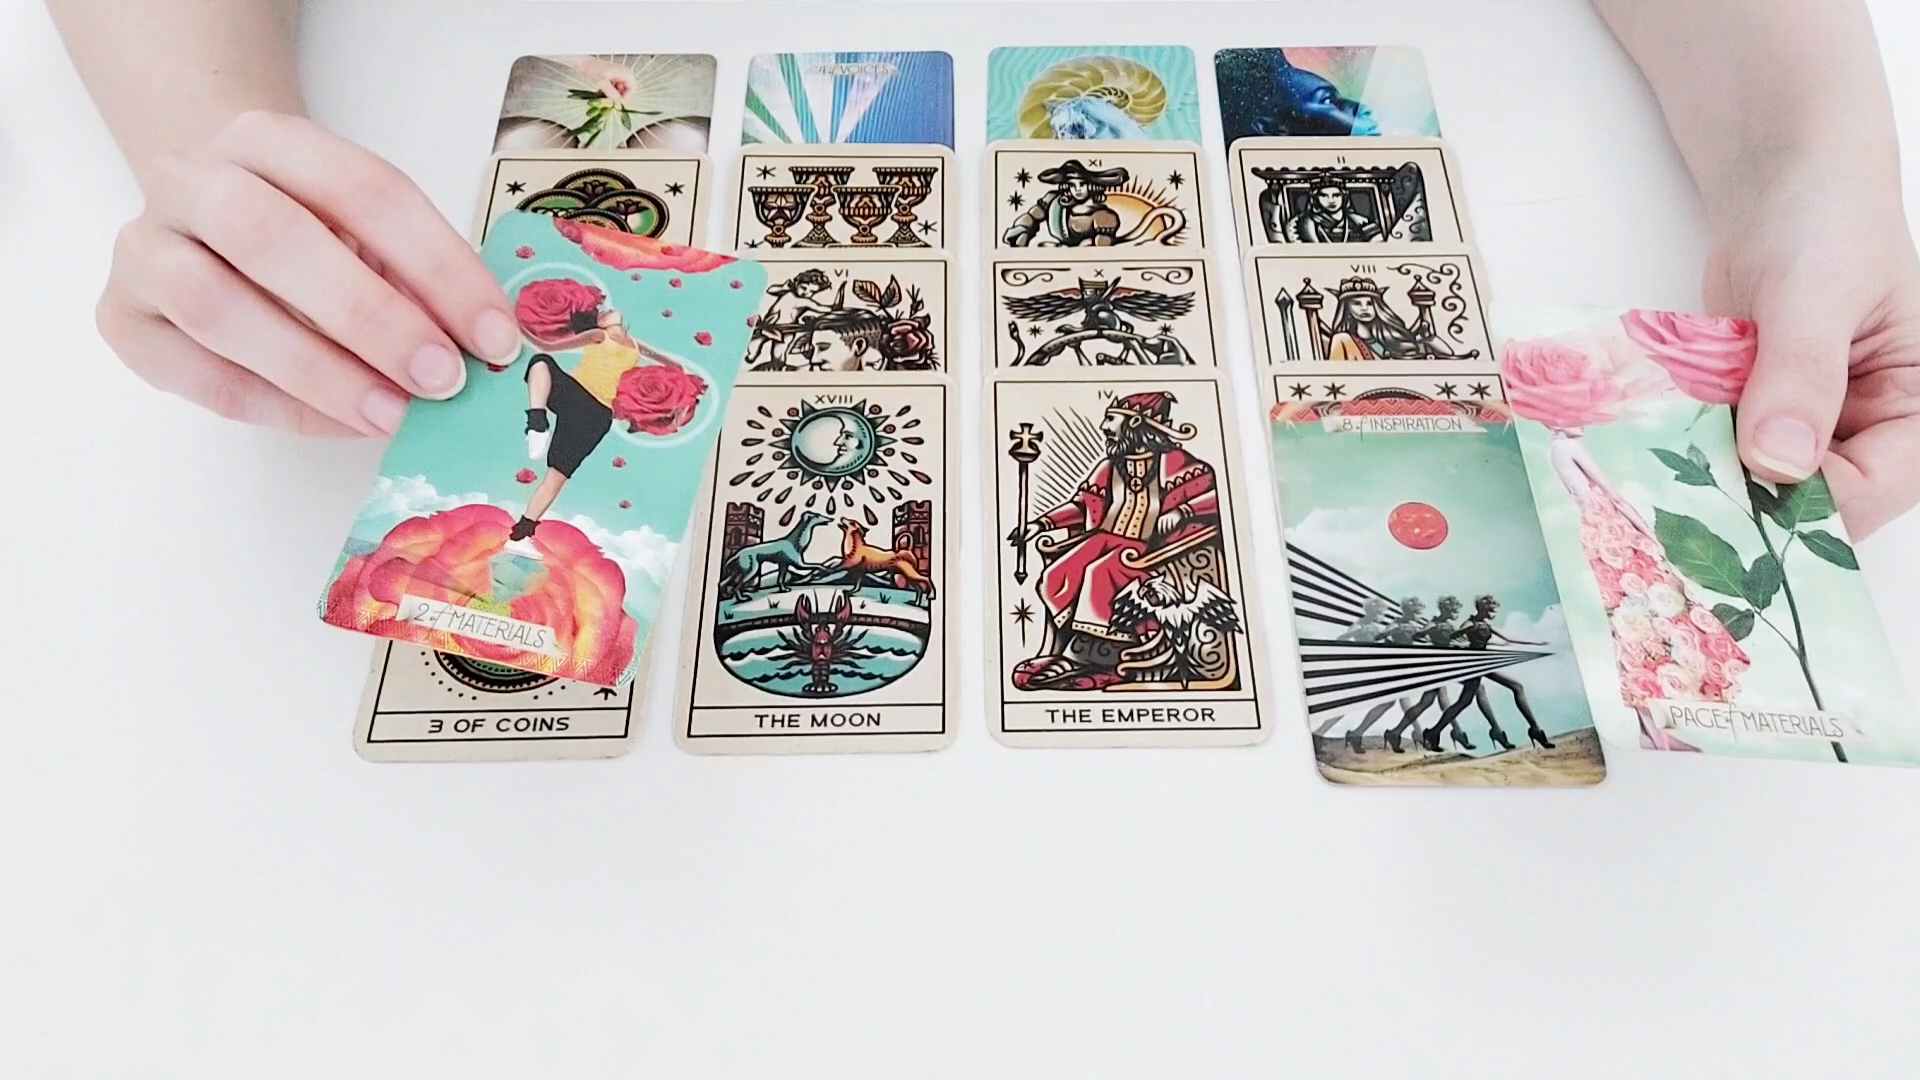 4 of VOICES
XI
II
VI
X
VIII
XVIII
IV
8 of INSPIRATION
2 of MATERIALS
PAGE of MATERIALS
3 OF COINS
THE MOON
THE EMPEROR